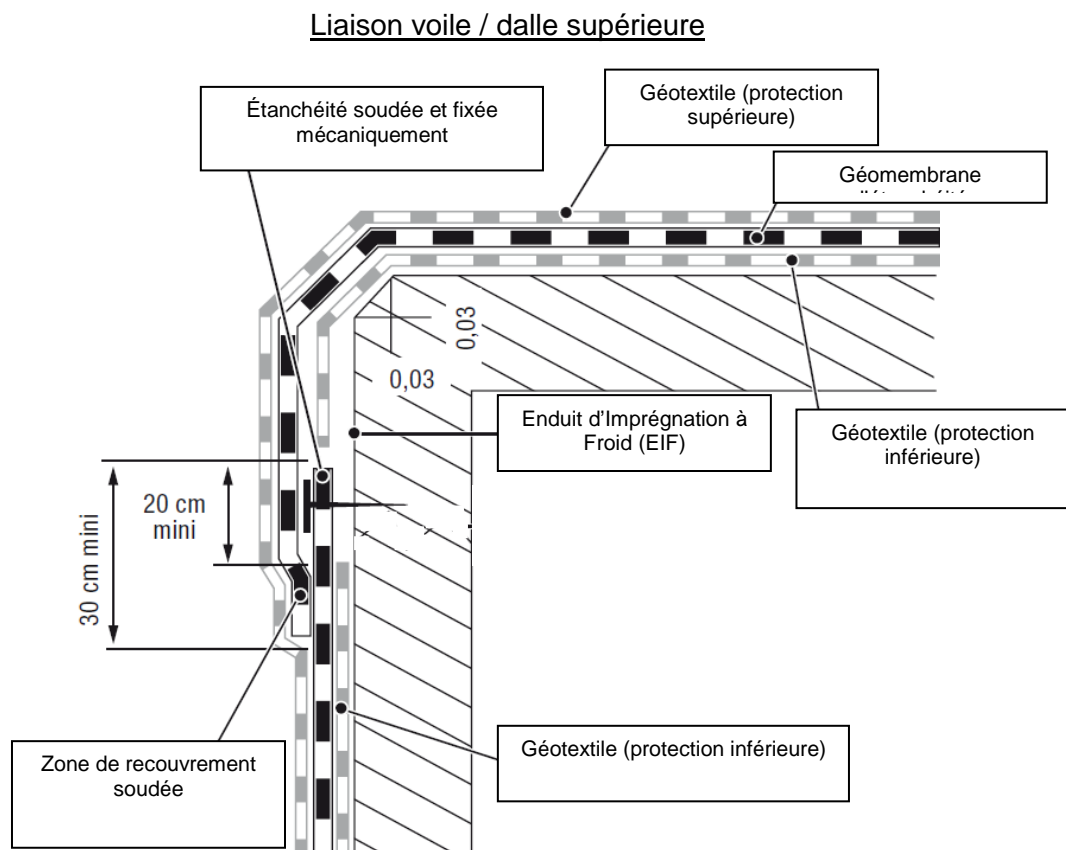 Liaison voile / dalle supérieure
Étanchéité soudée et fixée
mécaniquement
Géotextile (protection
supérieure)
Géomembrane
0,03
0,03
Enduit d'Imprégnation à
Froid (EIF)
Géotextile (protection
inférieure)
20 cm
mini
30 cm mini
Géotextile (protection inférieure)
Zone de recouvrement
soudée